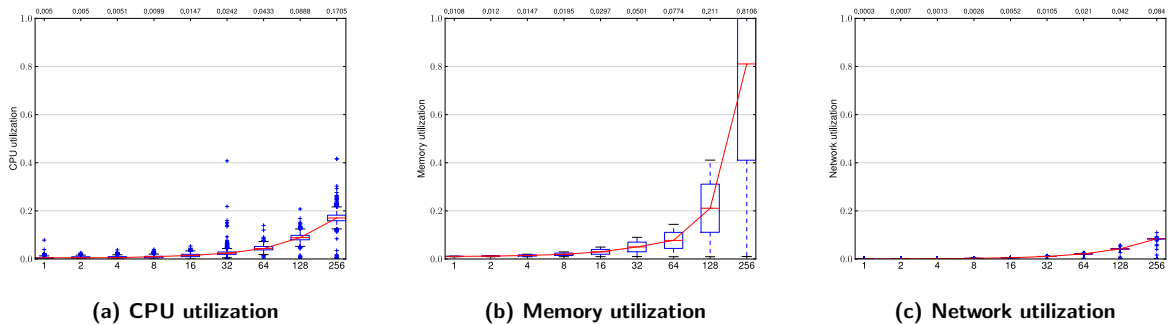 0.005 0.005 0.0051 0.0099 0.0147 0.0242 0.0433 0.0888 0.1705
1.0
0.8
0.6
0.4
0.2
0.0
CPU utilization
1 2 4 8 16 32 64 128 256
(a) CPU utilization
0.0108 0.012 0.0147 0.0195 0.0297 0.0501 0.0774 0.211 0.8106
1.0
0.8
0.6
0.4
0.2
0.0
Memory utilization
1 2 4 8 16 32 64 128 256
(b) Memory utilization
0.0003 0.0007 0.0013 0.0026 0.0052 0.0105 0.021 0.042 0.084
1.0
0.8
0.6
0.4
0.2
0.0
Network utilization
1 2 4 8 16 32 64 128 256
(c) Network utilization